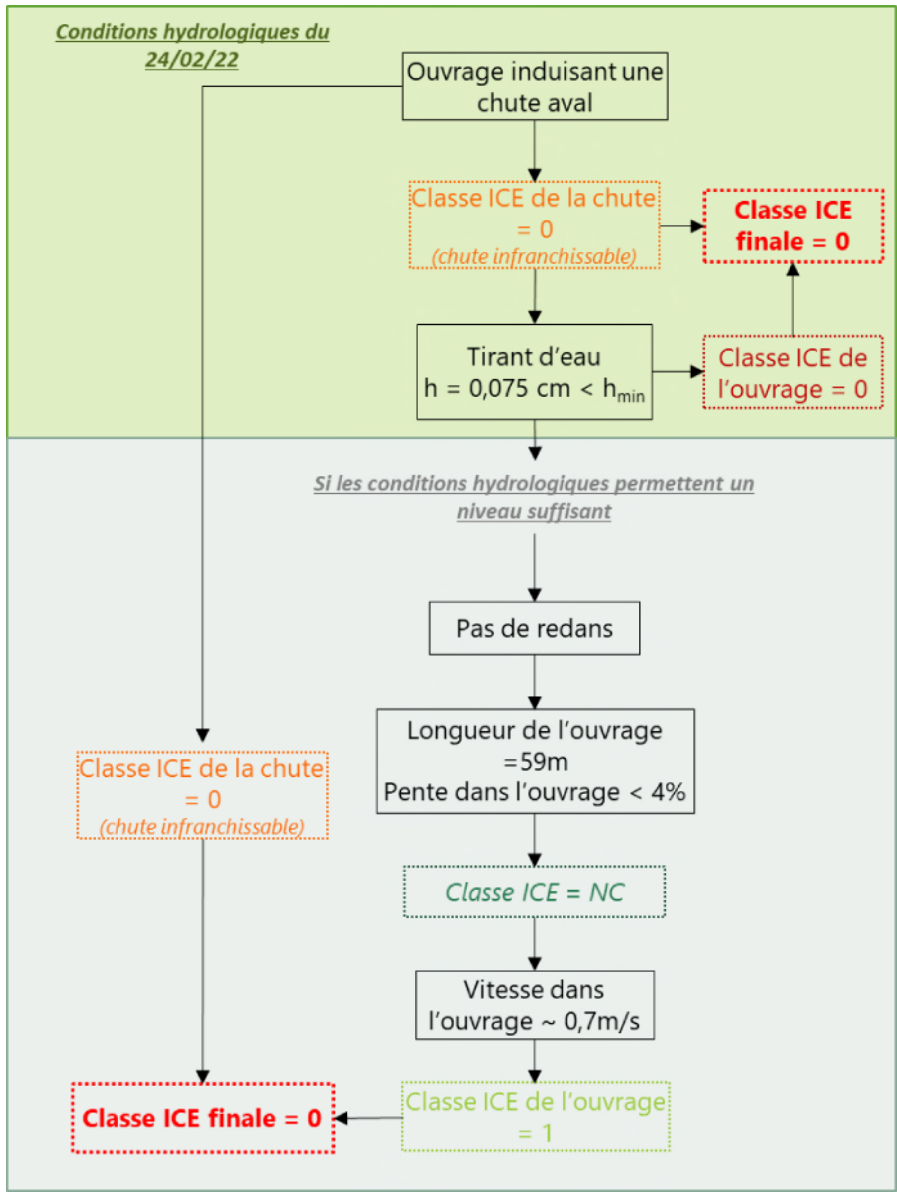 Conditions hydrologiques du
24/02/22
Ouvrage induisant une
chute aval
Classe ICE de la chute
= 0
(chute infranchissable)
Classe ICE
finale = 0
Tirant d'eau
h = 0,075 cm < hmin
Classe ICE de
l'ouvrage = 0
Si les conditions hydrologiques permettent un
niveau suffisant
Pas de redans
Longueur de l'ouvrage
=59m
Pente dans l'ouvrage < 4%
Classe ICE de la chute
= 0
(chute infranchissable)
Classe ICE = NC
Vitesse dans
l'ouvrage ~ 0,7m/s
Classe ICE de l'ouvrage
= 1
Classe ICE finale = 0